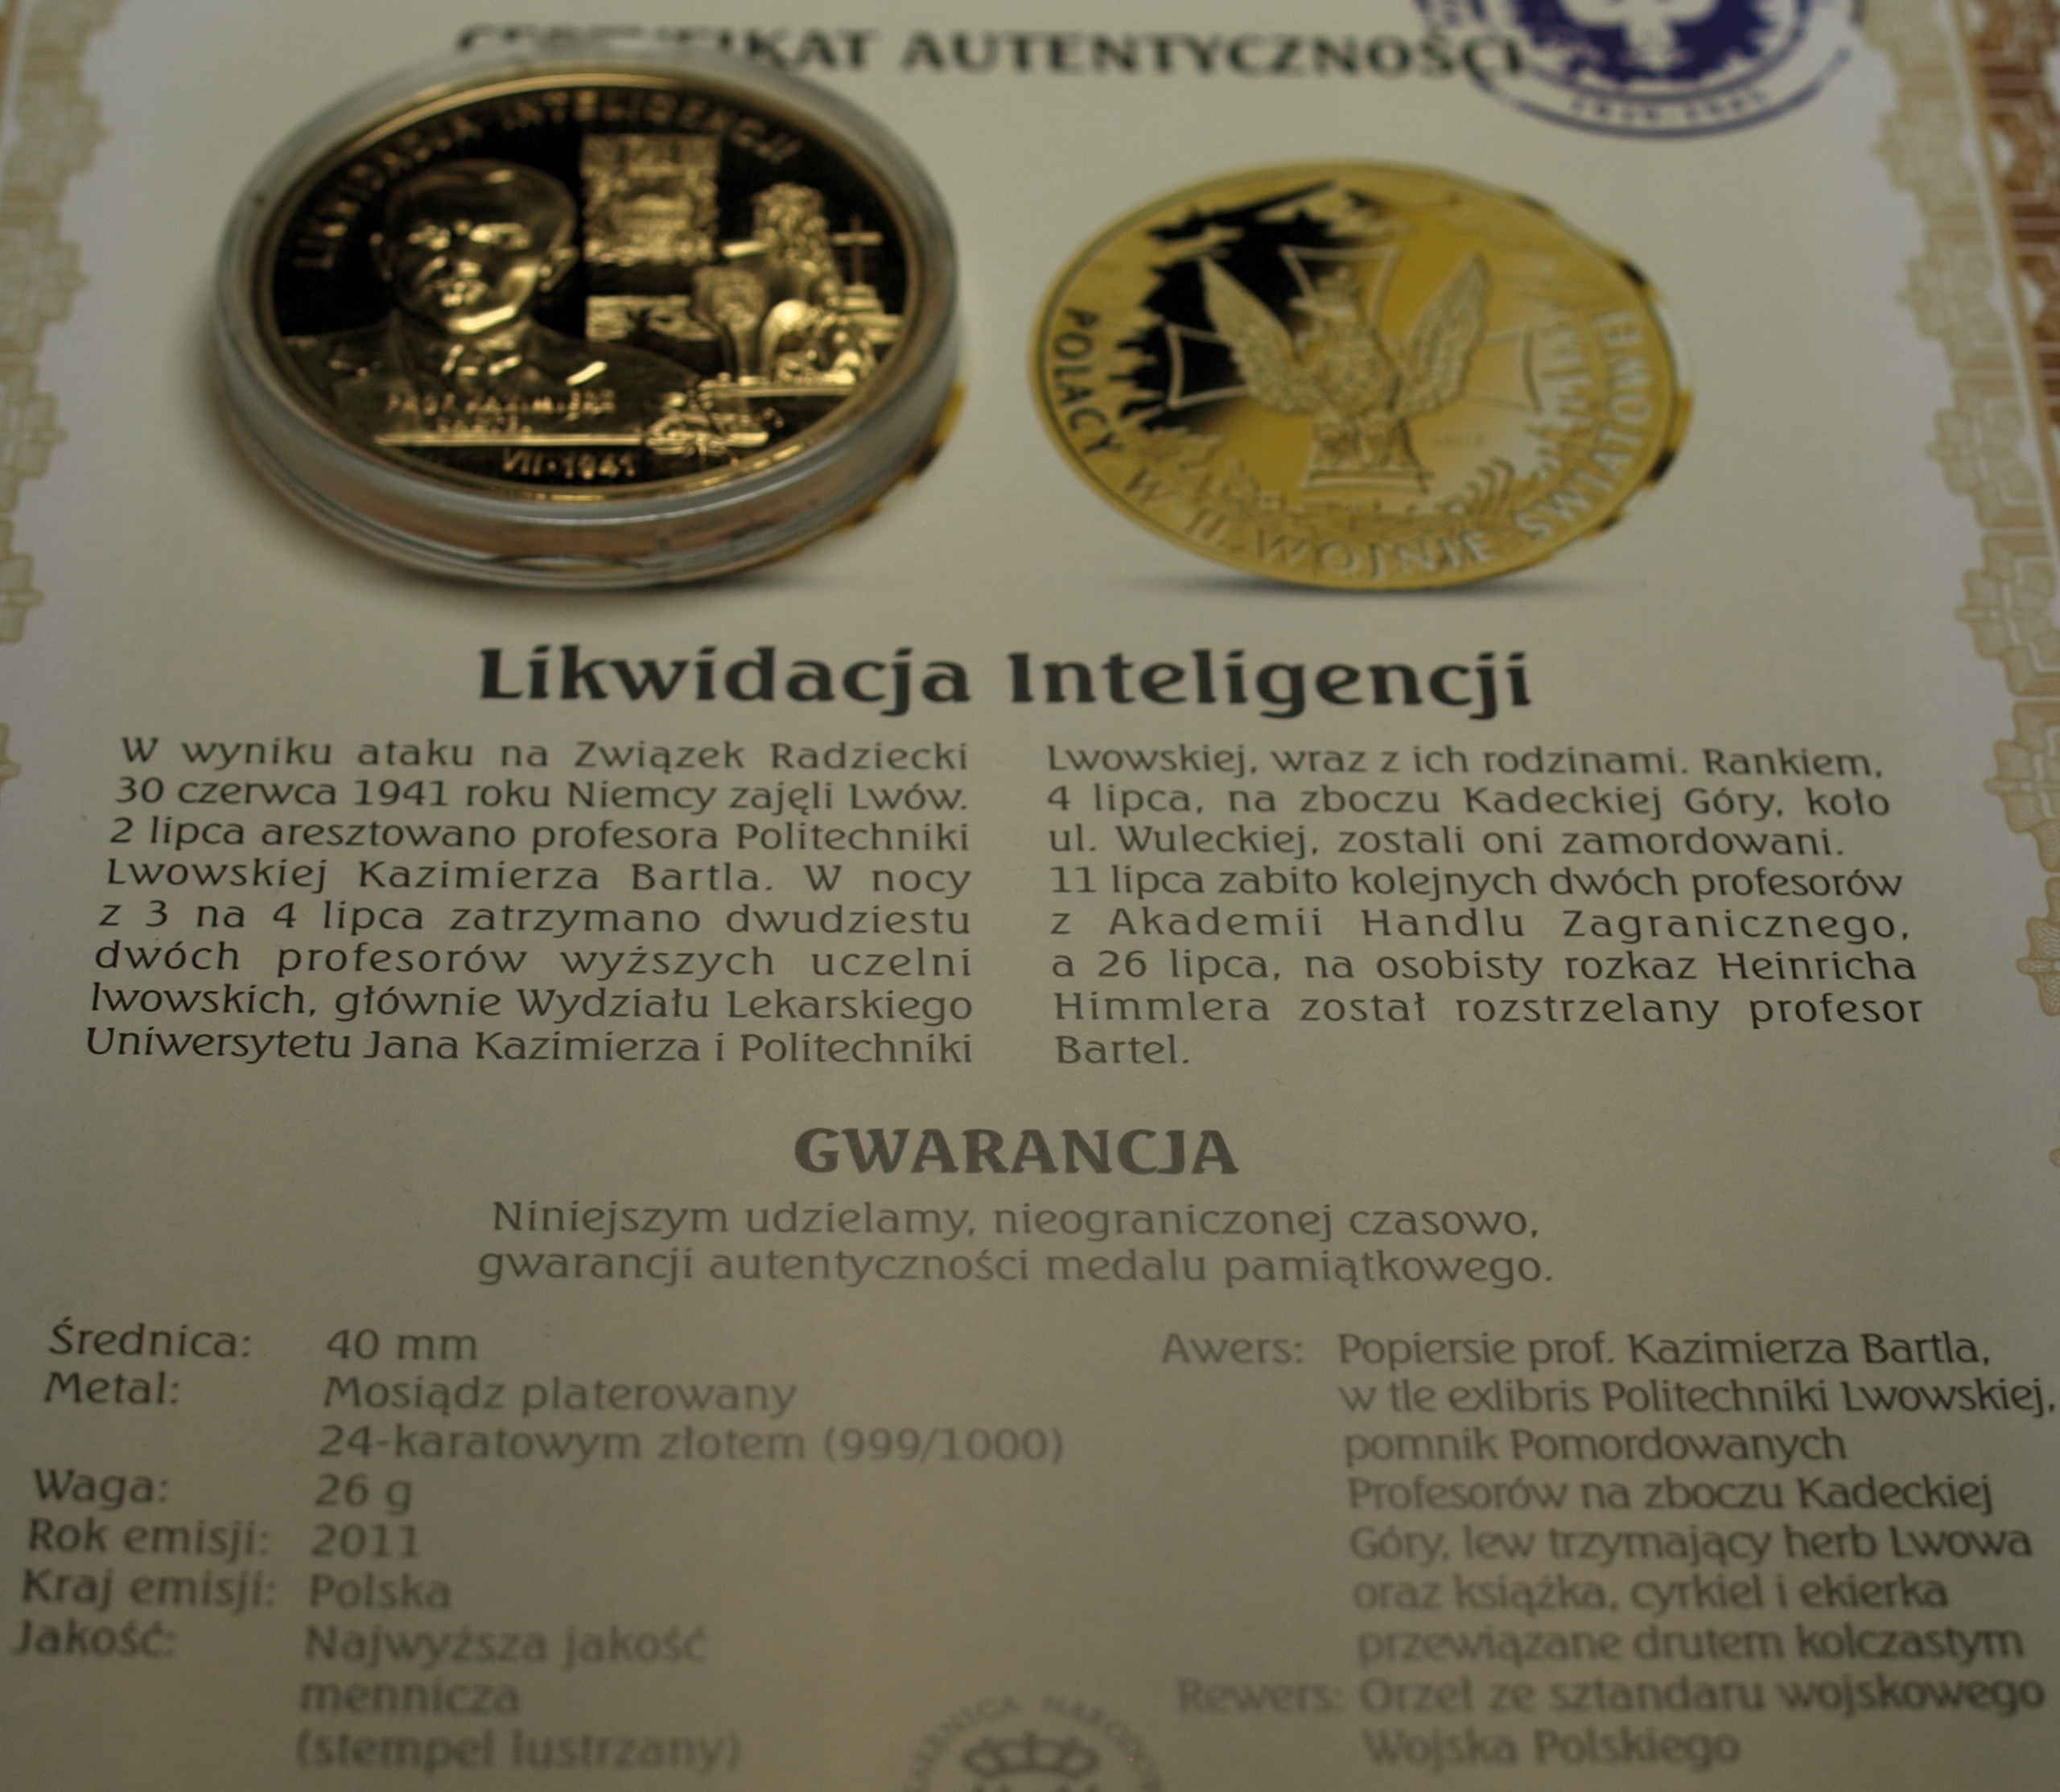 AUTENTYCZNOŚCI
LIKWIDACJA INTELIGENCJI
PROF. KAZIMIERZ
BARTEL
VII·1941
POLACY W II WOJNIE ŚWIATOWEJ
Likwidacja Inteligencji
W wyniku ataku na Związek Radziecki
30 czerwca 1941 roku Niemcy zajęli Lwów.
2 lipca aresztowano profesora Politechniki
Lwowskiej Kazimierza Bartla. W nocy
z 3 na 4 lipca zatrzymano dwudziestu
dwóch profesorów wyższych uczelni
lwowskich, głównie Wydziału Lekarskiego
Uniwersytetu Jana Kazimierza i Politechniki
Lwowskiej, wraz z ich rodzinami. Rankiem,
4 lipca, na zboczu Kadeckiej Góry, koło
ul. Wuleckiej, zostali oni zamordowani.
11 lipca zabito kolejnych dwóch profesorów
z Akademii Handlu Zagranicznego,
a 26 lipca, na osobisty rozkaz Heinricha
Himmlera został rozstrzelany profesor
Bartel.
GWARANCJA
Niniejszym udzielamy, nieograniczonej czasowo,
gwarancji autentyczności medalu pamiątkowego.
Średnica: 40 mm
Metal: Mosiądz platerowany
24-karatowym złotem (999/1000)
Waga: 26 g
Rok emisji: 2011
Kraj emisji: Polska
Jakość: Najwyższa jakość
mennicza
(stempel lustrzany)
Awers: Popiersie prof. Kazimierza Bartla,
w tle exlibris Politechniki Lwowskiej,
pomnik Pomordowanych
Profesorów na zboczu Kadeckiej
Góry, lew trzymający herb Lwowa
oraz książka, cyrkiel i ekierka
przewiązane drutem kolczastym
Rewers: Orzeł ze sztandaru wojskowego
Wojska Polskiego